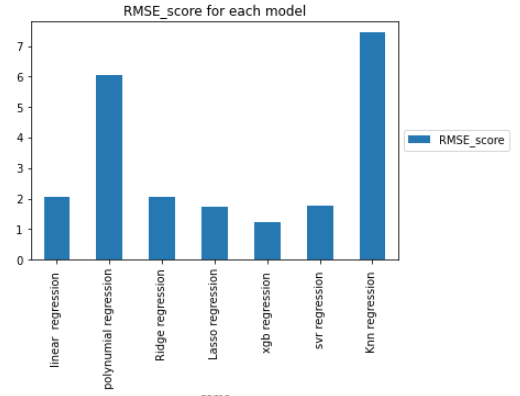 RMSE_score for each model
7
6
5
4
3
2
1
0
RMSE_score
linear regression
polynumial regression
Ridge regression
Lasso regression
xgb regression
svr regression
Knn regression